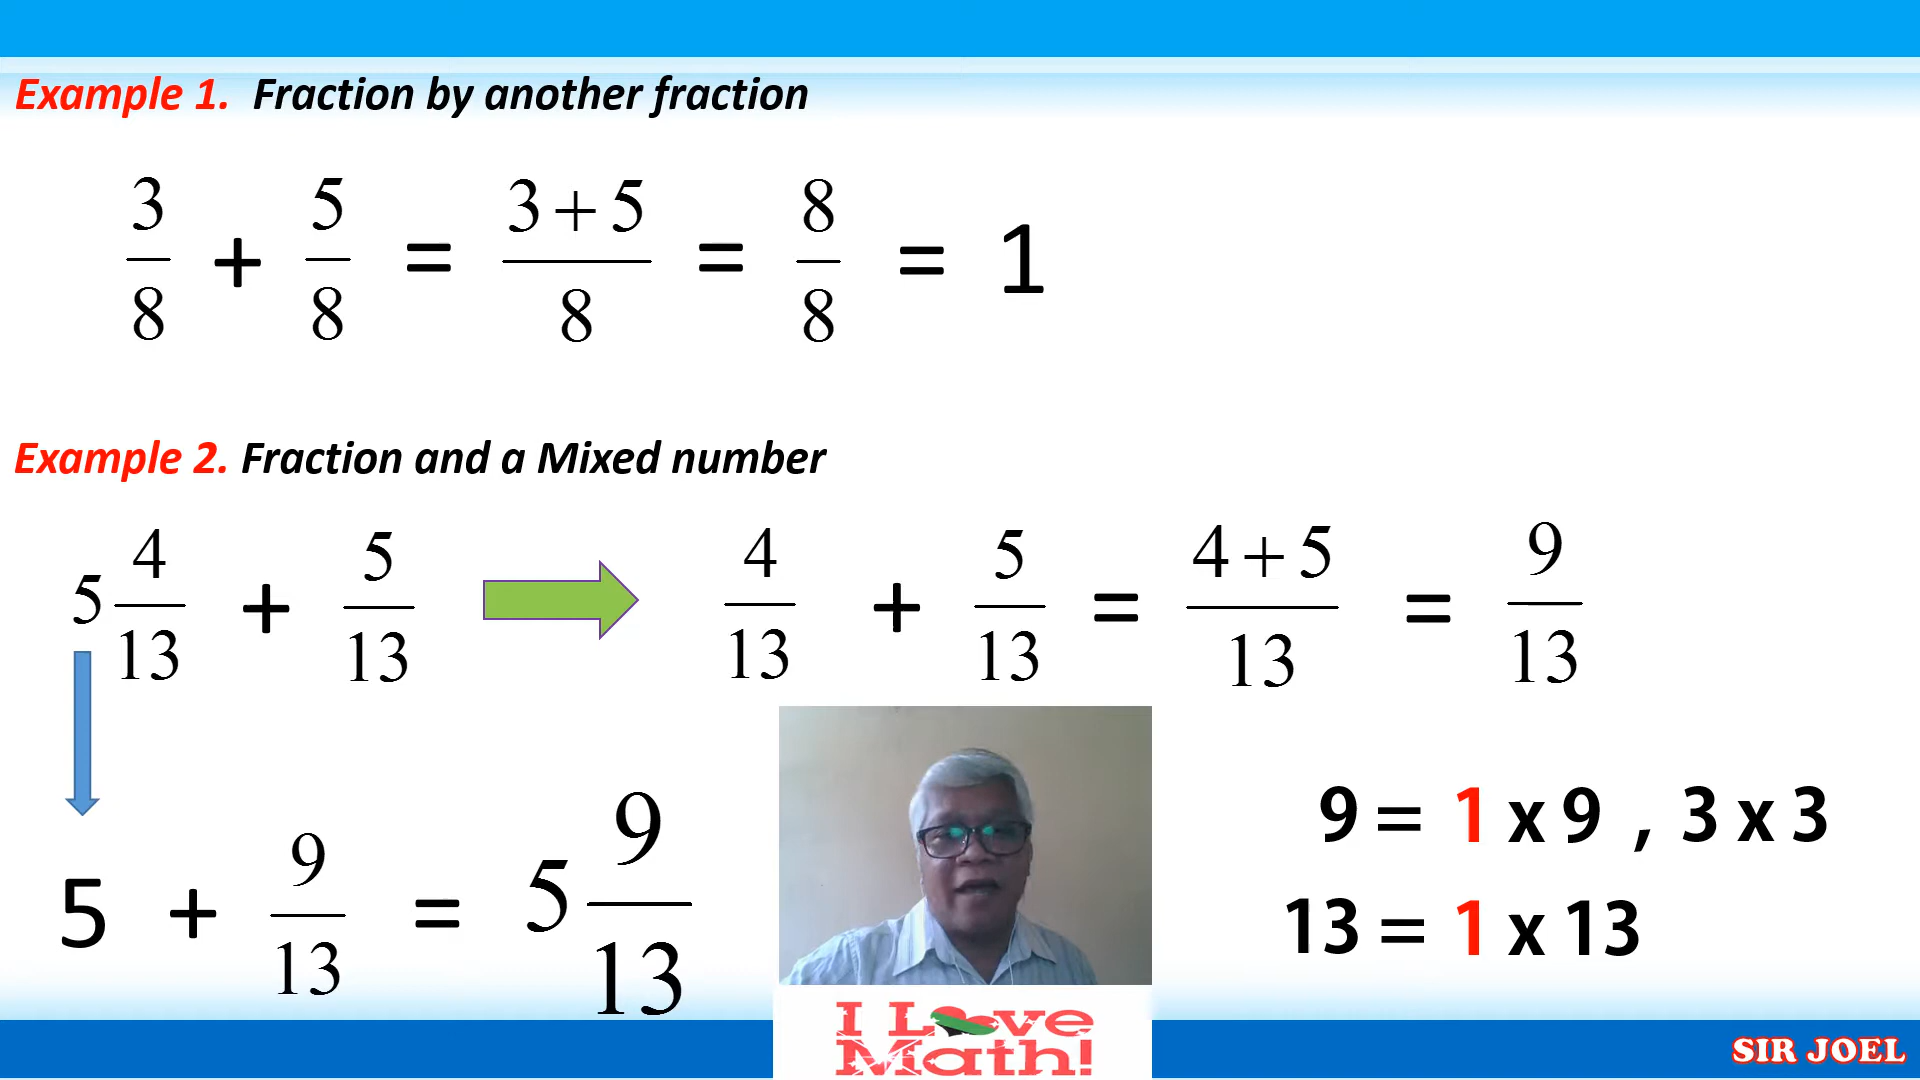 Example 1. Fraction by another fraction
3/8 + 5/8 = 3+5/8 = 8/8 = 1
Example 2. Fraction and a Mixed number
5 4/13 + 5/13 4/13 + 5/13 = 4+5/13 = 9/13
5 + 9/13 = 5 9/13
9 = 1 x 9 , 3 x 3
13 = 1 x 13
I Love
Math!
SIR JOEL